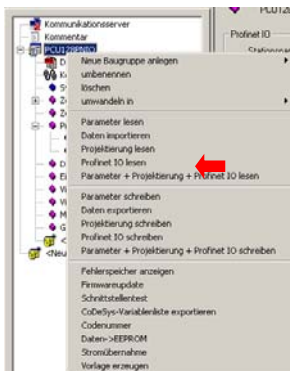 PCU128
Kommunikationsserver
Kommentar
Profinet IO
PCU128PNIO
Neue Baugruppe anlegen
umbenennen
löschen
umwandeln in
Parameter lesen
Daten importieren
Projektierung lesen
Profinet IO lesen
Parameter + Projektierung + Profinet IO lesen
Parameter schreiben
Daten exportieren
Projektierung schreiben
Profinet IO schreiben
Parameter + Projektierung + Profinet IO schreiben
Fehlerspeicher anzeigen
Firmwareupdate
Schnittstellentest
CoDeSys-Variablenliste exportieren
Codenummer
Daten->EEPROM
Stromübernahme
Vorlage erzeugen